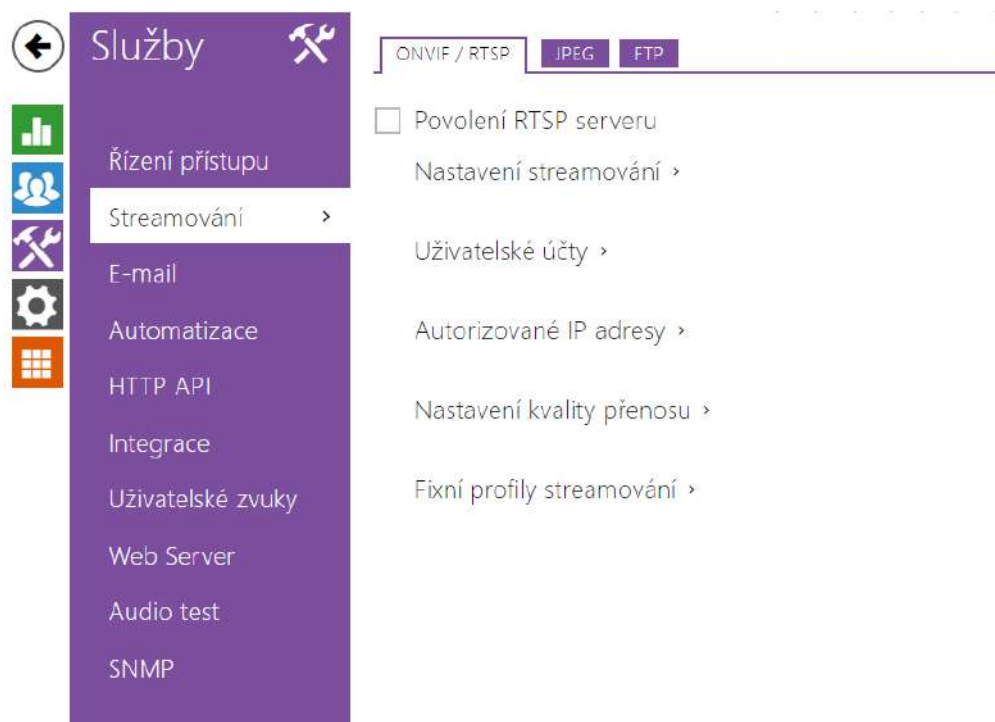 Služby
ONVIF / RTSP
JPEG
FTP
Povolení RTSP serveru
Řízení přístupu
Nastavení streamování ›
Streamování ›
Uživatelské účty ›
E-mail
Automatizace
Autorizované IP adresy ›
HTTP API
Nastavení kvality přenosu ›
Integrace
Uživatelské zvuky
Fixní profily streamování ›
Web Server
Audio test
SNMP